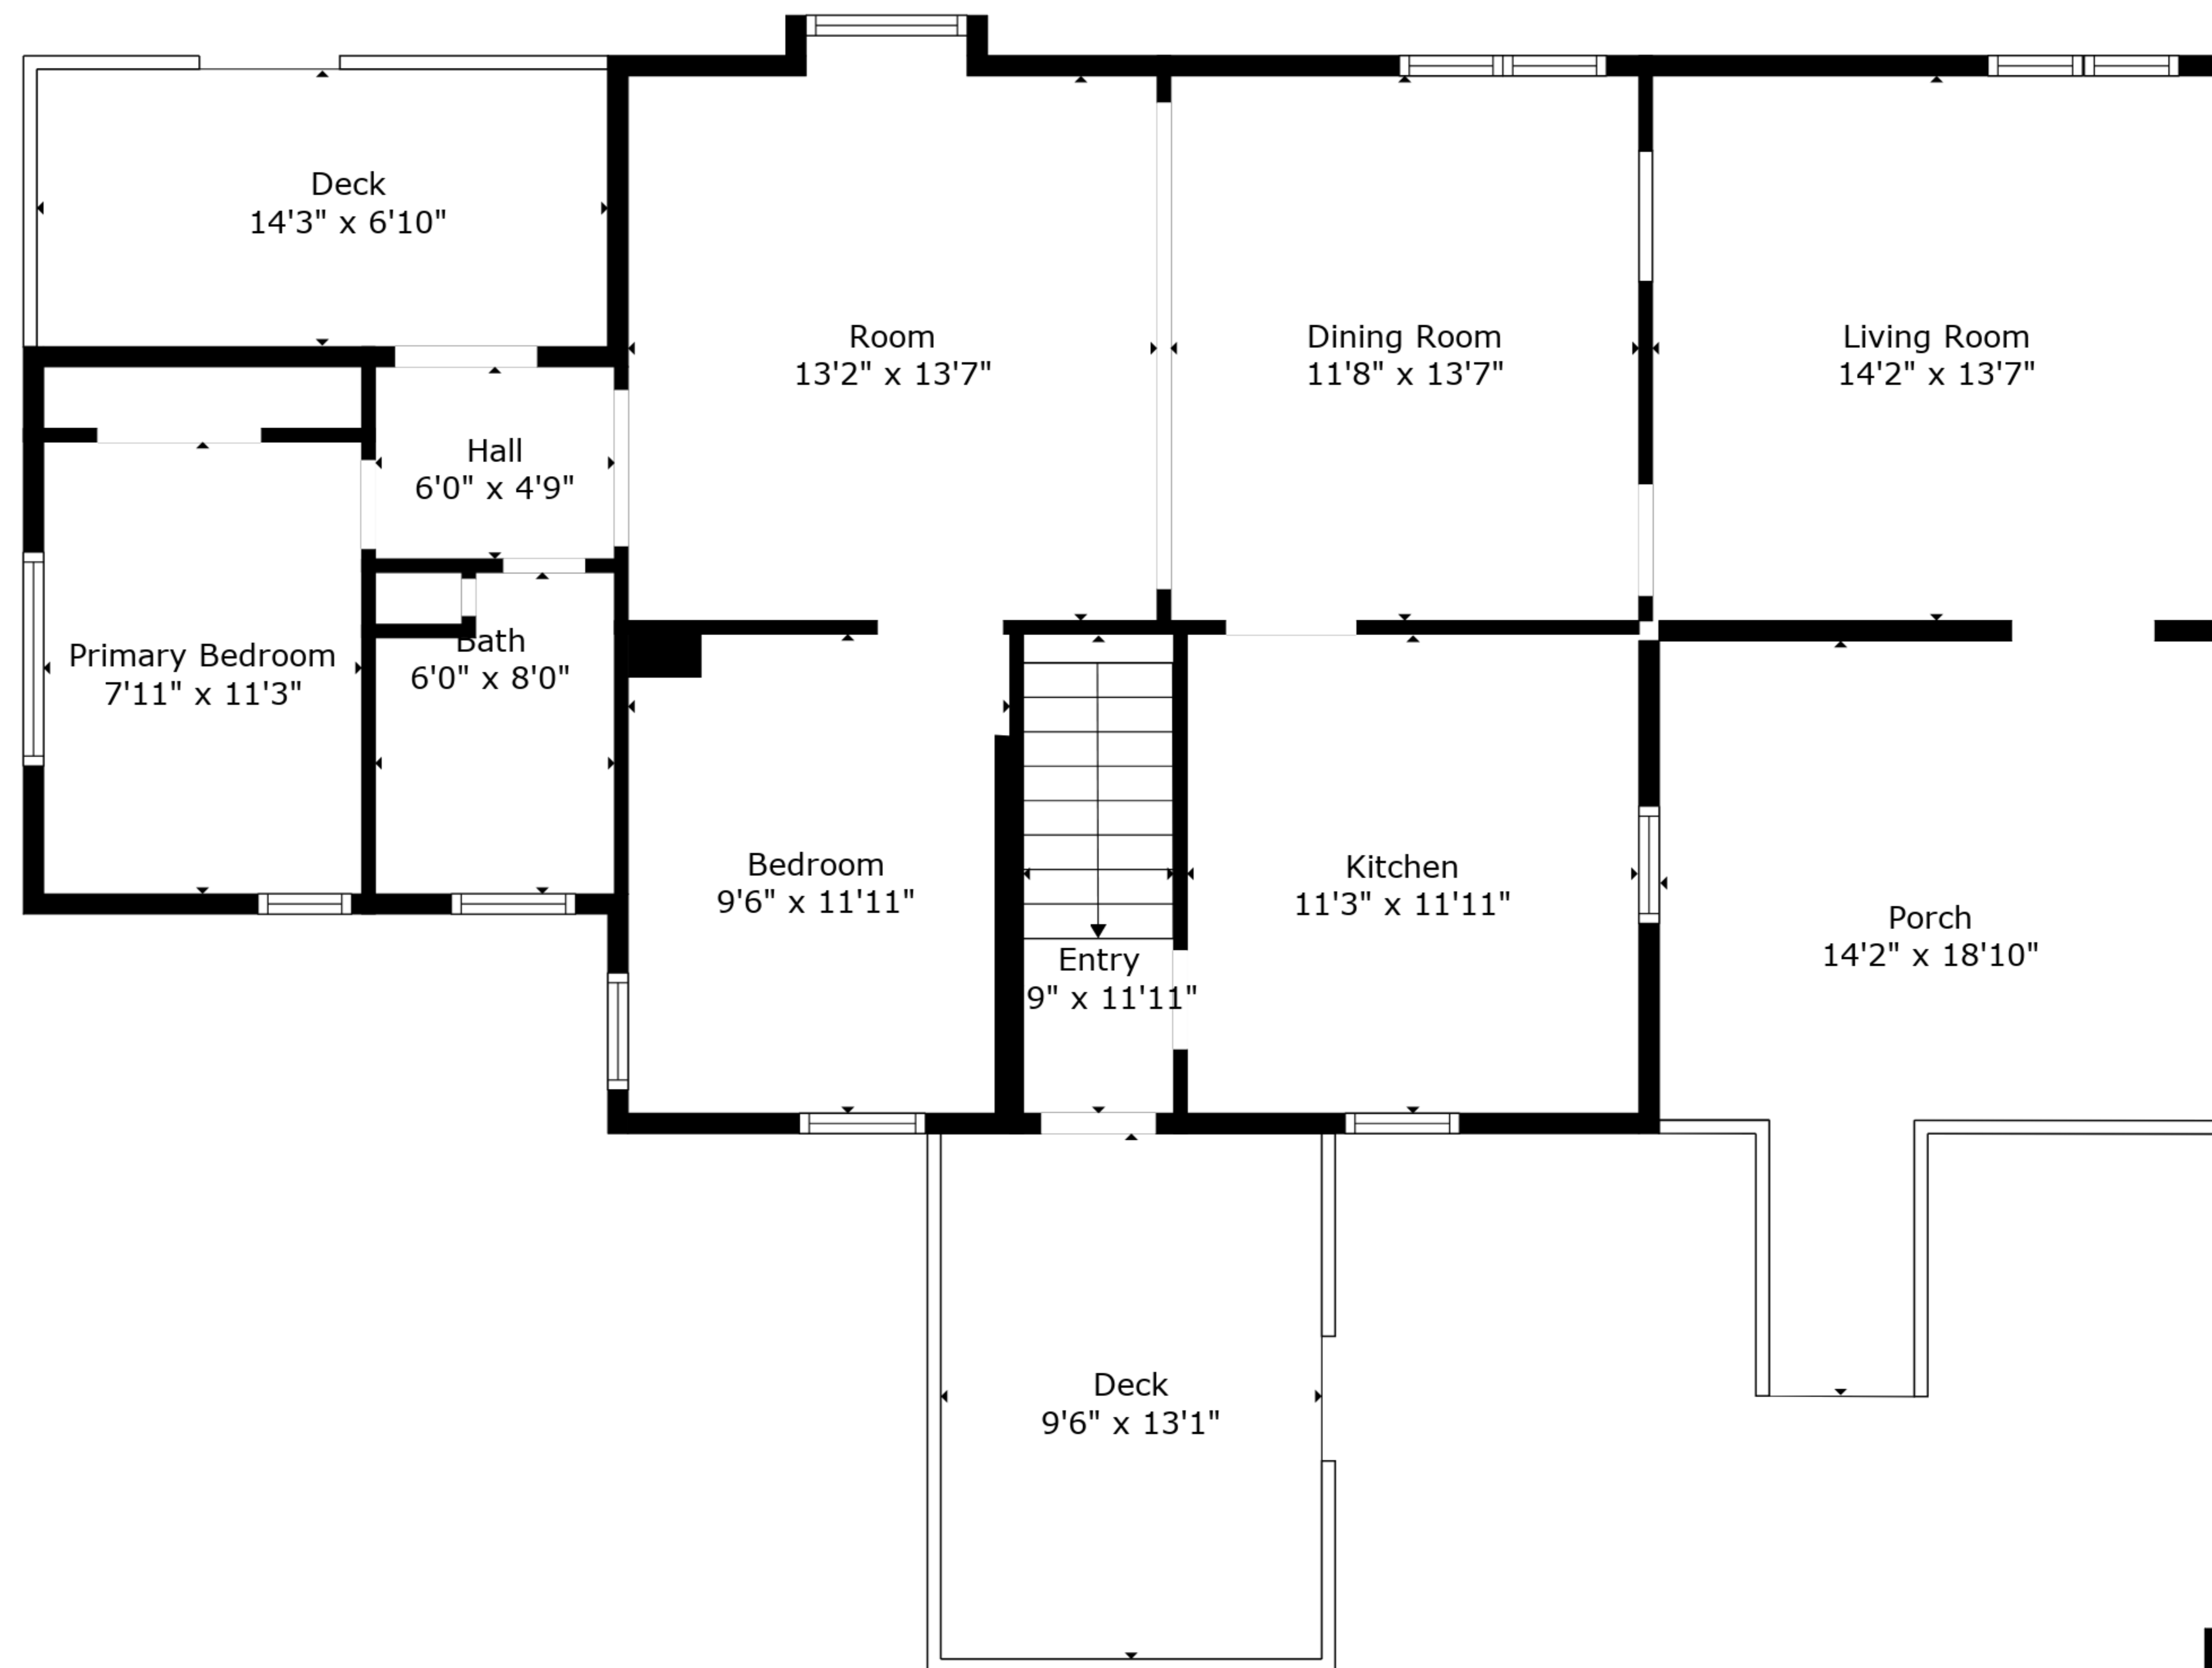 Deck
14'3" x 6'10"
Room
13'2" x 13'7"
Dining Room
11'8" x 13'7"
Living Room
14'2" x 13'7"
Hall
6'0" x 4'9"
Primary Bedroom
7'11" x 11'3"
Bath
6'0" x 8'0"
Bedroom
9'6" x 11'11"
Entry
9" x 11'11"
Kitchen
11'3" x 11'11"
Porch
14'2" x 18'10"
Deck
9'6" x 13'1"